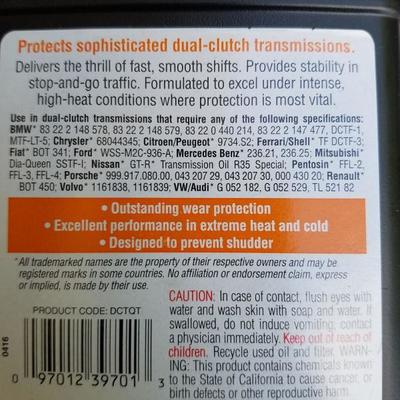 Protects sophisticated dual-clutch transmissions.
Delivers the thrill of fast, smooth shifts. Provides stability in
stop-and-go traffic. Formulated to excel under intense,
high-heat conditions where protection is most vital.
Use in dual-clutch transmissions that require any of the following specifications:
BMW* 83 22 2 148 578, 83 22 2 148 579, 83 22 0 440 214, 83 22 2 147 477, DCTF-1,
MTF-LT-5; Chrysler* 68044345; Citroen/Peugeot* 9734.S2; Ferrari/Shell* TF DCTF-3;
Fiat* BOT 341; Ford* WSS-M2C-936-A; Mercedes Benz* 236.21, 236.25; Mitsubishi*
Dia-Queen SSTF-I; Nissan* GT-R* Transmission Oil R35 Special; Pentosin* FFL-2,
FFL-3, FFL-4; Porsche* 999.917.080.00, 043 207 29, 043 207 30, 000 430 20; Renault*
BOT 450; Volvo* 1161838, 1161839; VW/Audi* G 052 182, G 052 529, TL 521 82
• Outstanding wear protection
• Excellent performance in extreme heat and cold
• Designed to prevent shudder
*All trademarked names are the property of their respective owners and may be
registered marks in some countries. No affiliation or endorsement claim, express
or implied, is made by their use.
PRODUCT CODE: DCTQT
0416
0 97012 39701 3
CAUTION: In case of contact, flush eyes with
water and wash skin with soap and water. If
swallowed, do not induce vomiting; contact
a physician immediately. Keep out of reach of
children. Recycle used oil and filter. WARN-
ING: This product contains chemicals known
to the State of California to cause cancer, or
birth defects or other reproductive harm.